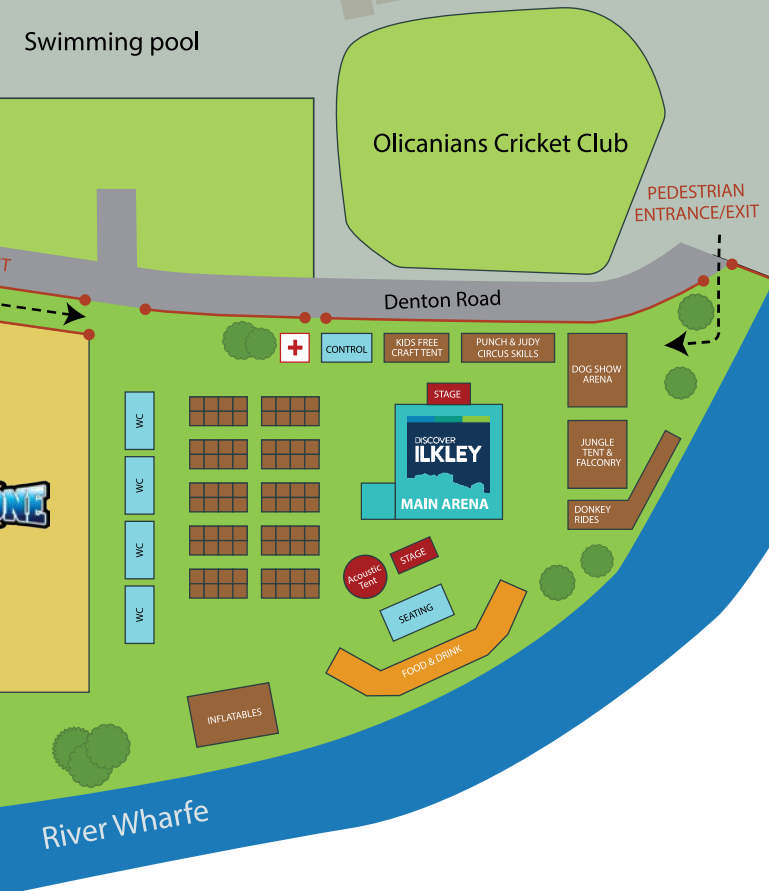 Swimming pool
Olicanians Cricket Club
PEDESTRIAN
ENTRANCE/EXIT
Denton Road
CONTROL
KIDS FREE
CRAFT TENT
PUNCH & JUDY
CIRCUS SKILLS
DOG SHOW
ARENA
STAGE
WC
DISCOVER
ILKLEY
MAIN ARENA
JUNGLE
TENT &
FALCONRY
WC
DONKEY
RIDES
WC
STAGE
Acoustic
Tent
WC
SEATING
FOOD & DRINK
INFLATABLES
River Wharfe